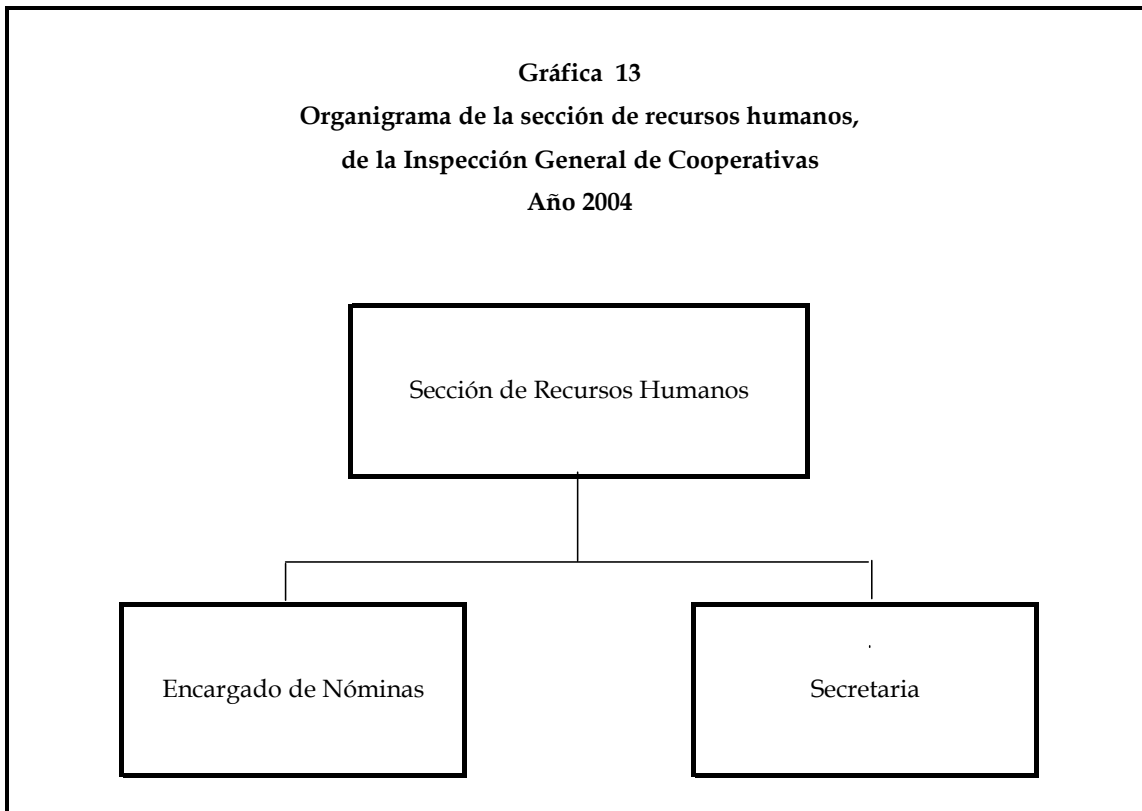 Gráfica 13
Organigrama de la sección de recursos humanos,
de la Inspección General de Cooperativas
Año 2004
Sección de Recursos Humanos
Encargado de Nóminas
Secretaria